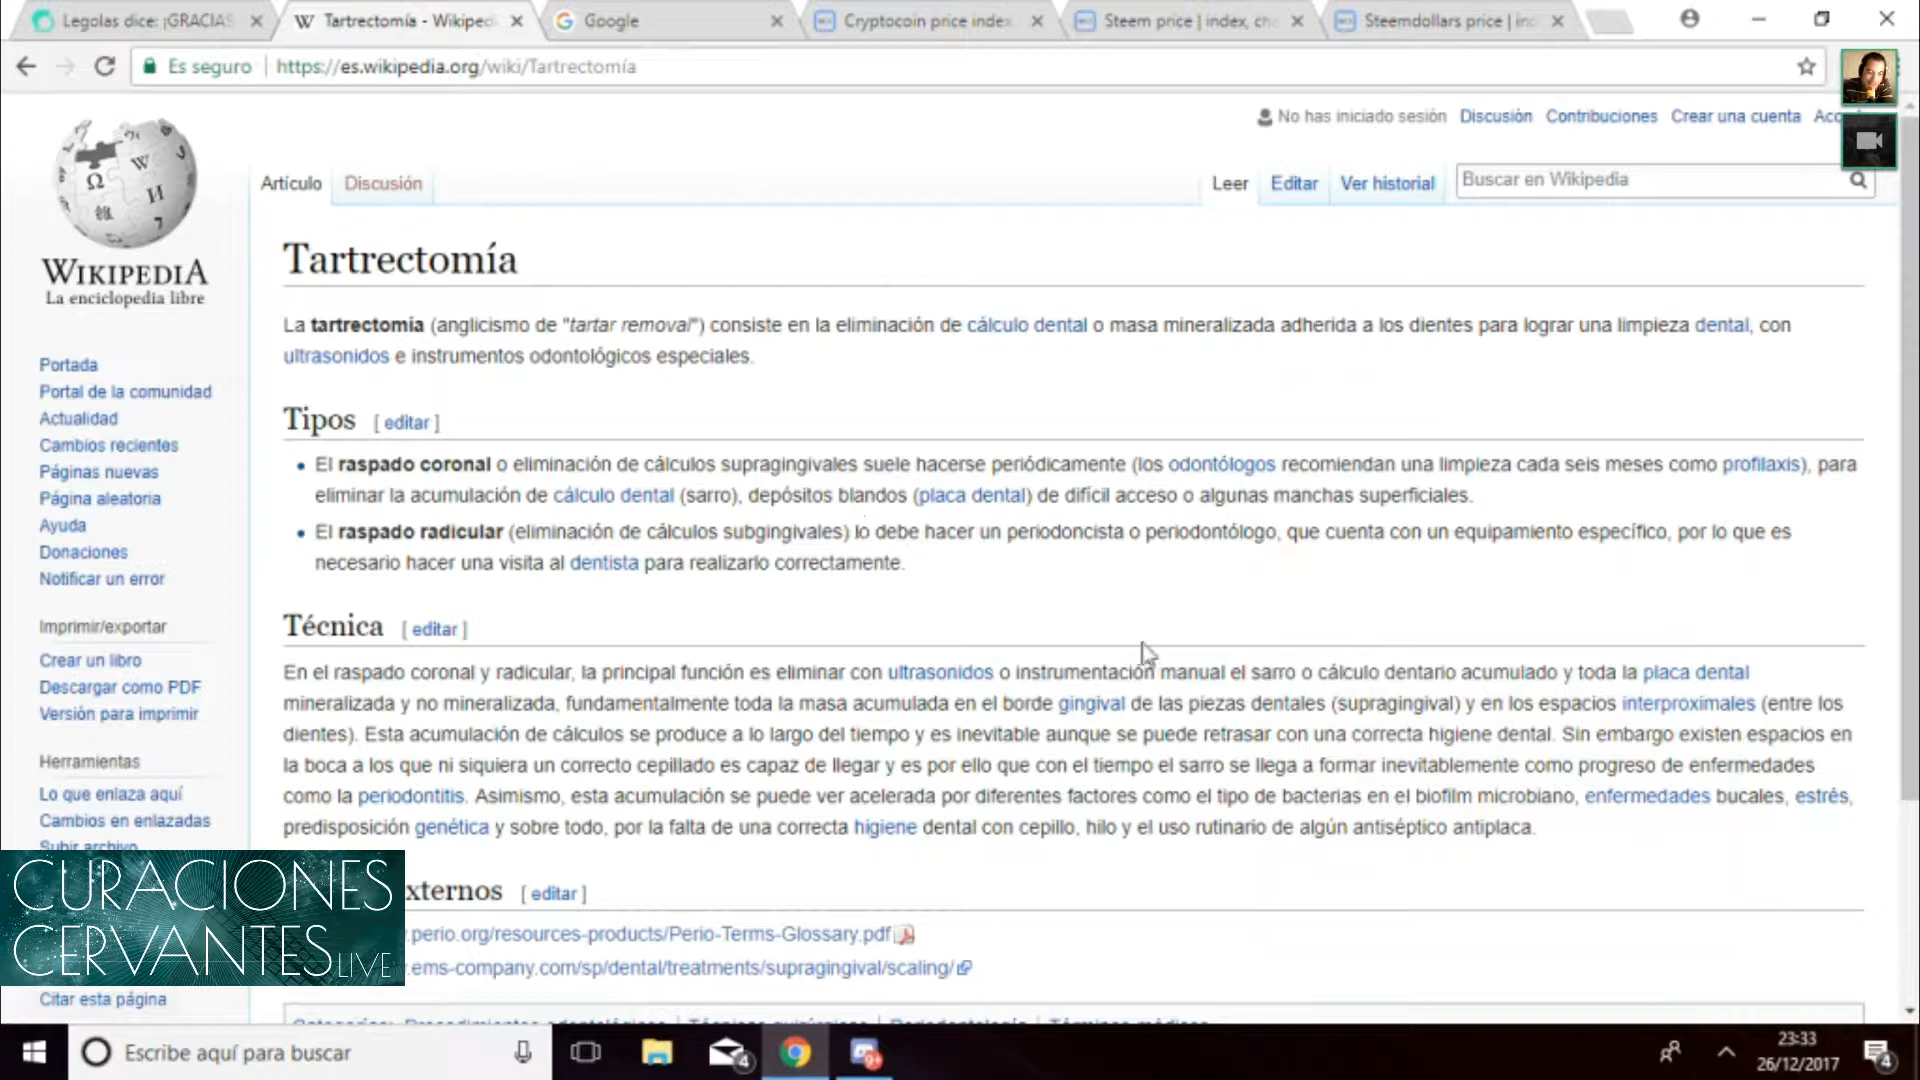 Legolas dice: ¡GRACIAS
Tartrectomía - Wikiped
Google
Cryptocoin price index
Steem price | index, ch
Steemdollars price | in
Es seguro
https://es.wikipedia.org/wiki/Tartrectomía
No has iniciado sesión Discusión Contribuciones Crear una cuenta
Artículo Discusión Leer Editar Ver historial Buscar en Wikipedia
WIKIPEDIA
La enciclopedia libre
Portada
Portal de la comunidad
Actualidad
Cambios recientes
Páginas nuevas
Página aleatoria
Ayuda
Donaciones
Notificar un error
Imprimir/exportar
Crear un libro
Descargar como PDF
Versión para imprimir
Herramientas
Lo que enlaza aquí
Cambios en enlazadas
Subir archivo
Citar esta página
Tartrectomía
La tartrectomía (anglicismo de "tartar removal") consiste en la eliminación de cálculo dental o masa mineralizada adherida a los dientes para lograr una limpieza dental, con
ultrasonidos e instrumentos odontológicos especiales.
Tipos [ editar ]
• El raspado coronal o eliminación de cálculos supragingivales suele hacerse periódicamente (los odontólogos recomiendan una limpieza cada seis meses como profilaxis), para
eliminar la acumulación de cálculo dental (sarro), depósitos blandos (placa dental) de difícil acceso o algunas manchas superficiales.
• El raspado radicular (eliminación de cálculos subgingivales) lo debe hacer un periodoncista o periodontólogo, que cuenta con un equipamiento específico, por lo que es
necesario hacer una visita al dentista para realizarlo correctamente.
Técnica [ editar ]
En el raspado coronal y radicular, la principal función es eliminar con ultrasonidos o instrumentación manual el sarro o cálculo dentario acumulado y toda la placa dental
mineralizada y no mineralizada, fundamentalmente toda la masa acumulada en el borde gingival de las piezas dentales (supragingival) y en los espacios interproximales (entre los
dientes). Esta acumulación de cálculos se produce a lo largo del tiempo y es inevitable aunque se puede retrasar con una correcta higiene dental. Sin embargo existen espacios en
la boca a los que ni siquiera un correcto cepillado es capaz de llegar y es por ello que con el tiempo el sarro se llega a formar inevitablemente como progreso de enfermedades
como la periodontitis. Asimismo, esta acumulación se puede ver acelerada por diferentes factores como el tipo de bacterias en el biofilm microbiano, enfermedades bucales, estrés,
predisposición genética y sobre todo, por la falta de una correcta higiene dental con cepillo, hilo y el uso rutinario de algún antiséptico antiplaca.
xternos [ editar ]
.perio.org/resources-products/Perio-Terms-Glossary.pdf
.ems-company.com/sp/dental/treatments/supragingival/scaling/
CURACIONES
CERVANTES LIVE
Escribe aquí para buscar
4
9+
23:33
26/12/2017
4